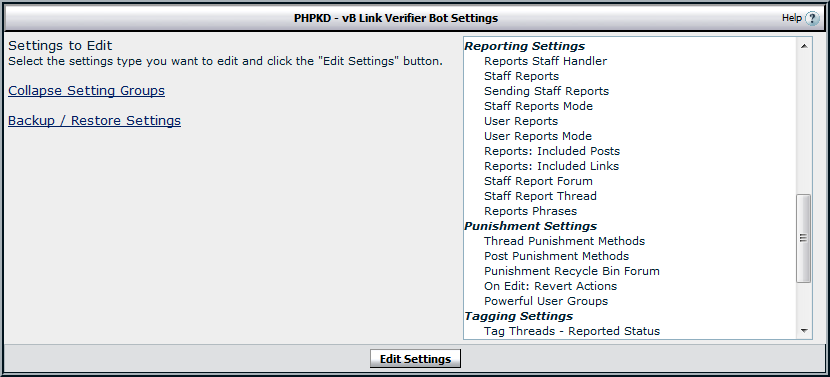 PHPKD - vB Link Verifier Bot Settings
Help ?
Settings to Edit
Select the settings type you want to edit and click the "Edit Settings" button.
Collapse Setting Groups
Backup / Restore Settings
Reporting Settings
Reports Staff Handler
Staff Reports
Sending Staff Reports
Staff Reports Mode
User Reports
User Reports Mode
Reports: Included Posts
Reports: Included Links
Staff Report Forum
Staff Report Thread
Reports Phrases
Punishment Settings
Thread Punishment Methods
Post Punishment Methods
Punishment Recycle Bin Forum
On Edit: Revert Actions
Powerful User Groups
Tagging Settings
Tag Threads - Reported Status
Edit Settings